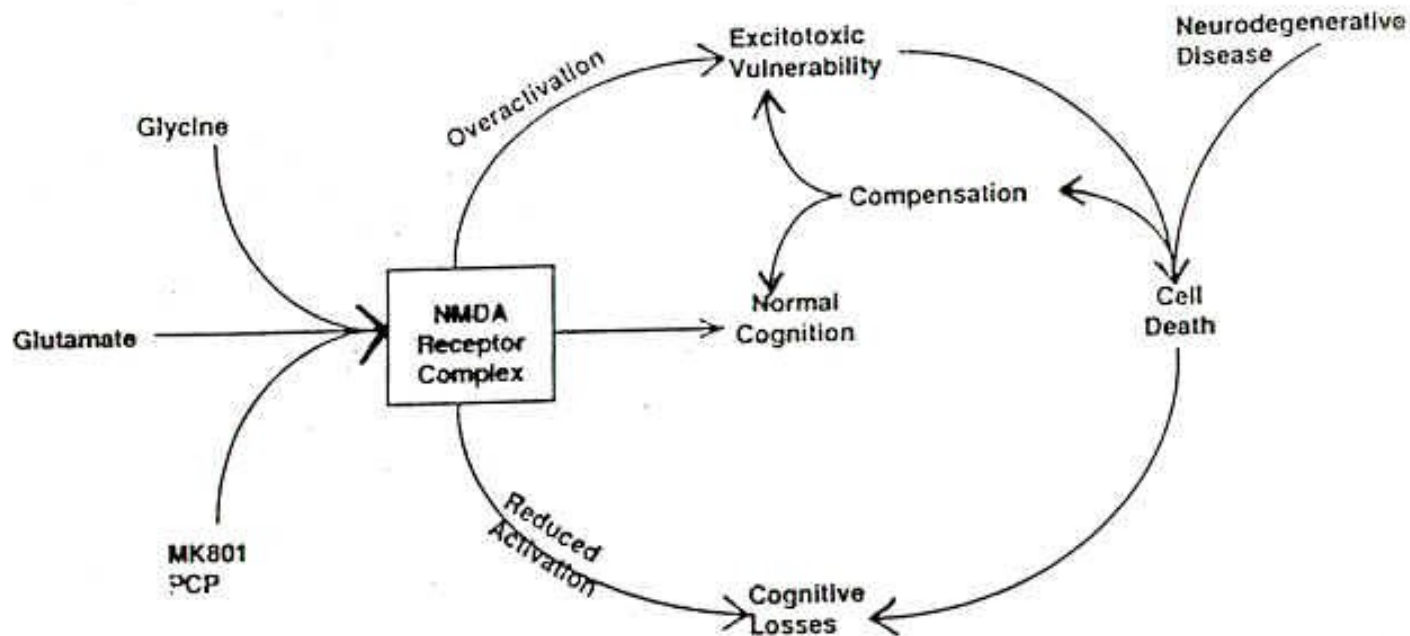 Neurodegenerative
Disease
Excitotoxic
Vulnerability
Overactivation
Glycine
Compensation
NMDA
Receptor
Complex
Glutamate
Normal
Cognition
Cell
Death
Reduced
Activation
MK801
PCP
Cognitive
Losses